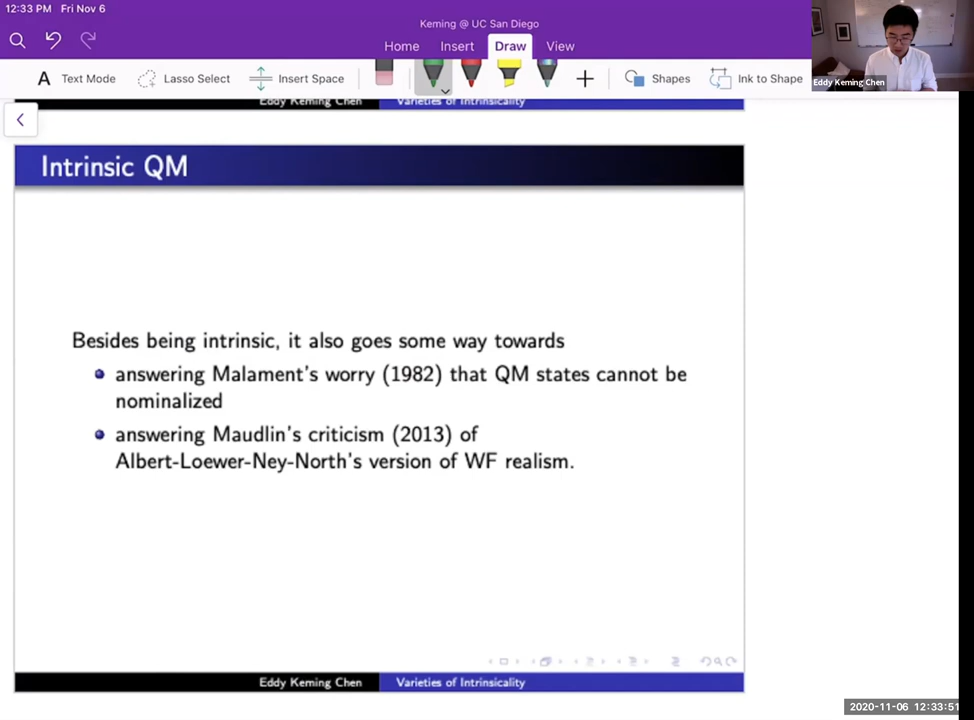 12:33 PM Fri Nov 6
Keming @ UC San Diego
Home Insert Draw View
A Text Mode Lasso Select Insert Space Shapes Ink to Shape
Eddy Keming Chen
Eddy Keming Chen Varieties of Intrinsicality
Intrinsic QM
Besides being intrinsic, it also goes some way towards
answering Malament's worry (1982) that QM states cannot be
nominalized
answering Maudlin's criticism (2013) of
Albert-Loewer-Ney-North's version of WF realism.
Eddy Keming Chen Varieties of Intrinsicality
2020-11-06 12:33:51